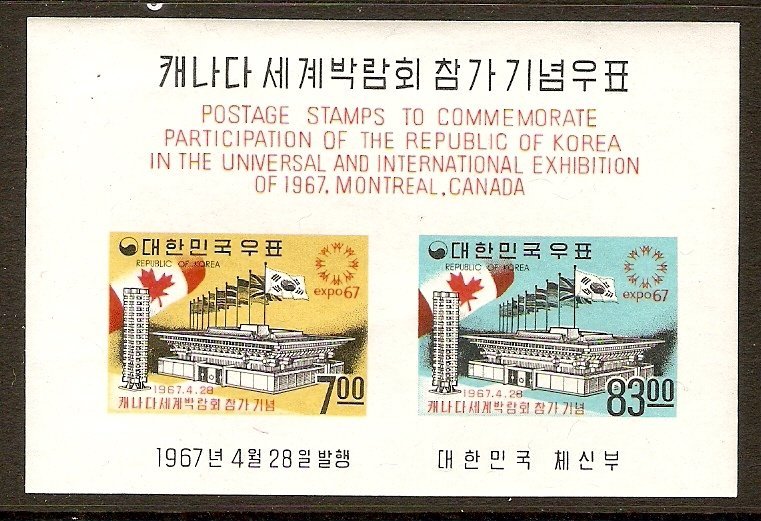 캐나다 세계박람회 참가기념우표
POSTAGE STAMPS TO COMMEMORATE
PARTICIPATION OF THE REPUBLIC OF KOREA
IN THE UNIVERSAL AND INTERNATIONAL EXHIBITION
OF 1967, MONTREAL, CANADA
대한민국우표
REPUBLIC OF KOREA
expo67
1967.4.28
캐나다세계박람회 참가기념
7.00
대한민국우표
REPUBLIC OF KOREA
expo67
1967.4.28
캐나다세계박람회 참가기념
83.00
1967년 4월 28일 발행
대한민국 체신부